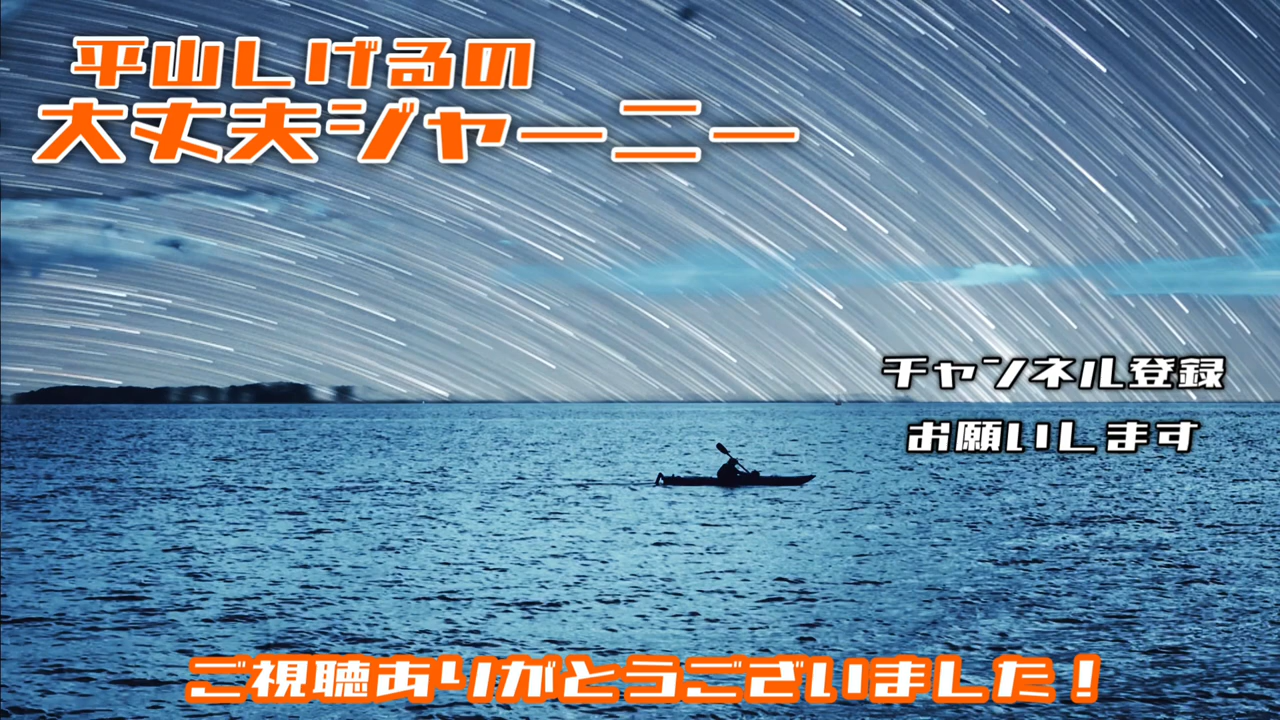 平山しげるの
大丈夫ジャーニー
チャンネル登録
お願いします
ご視聴ありがとうございました！